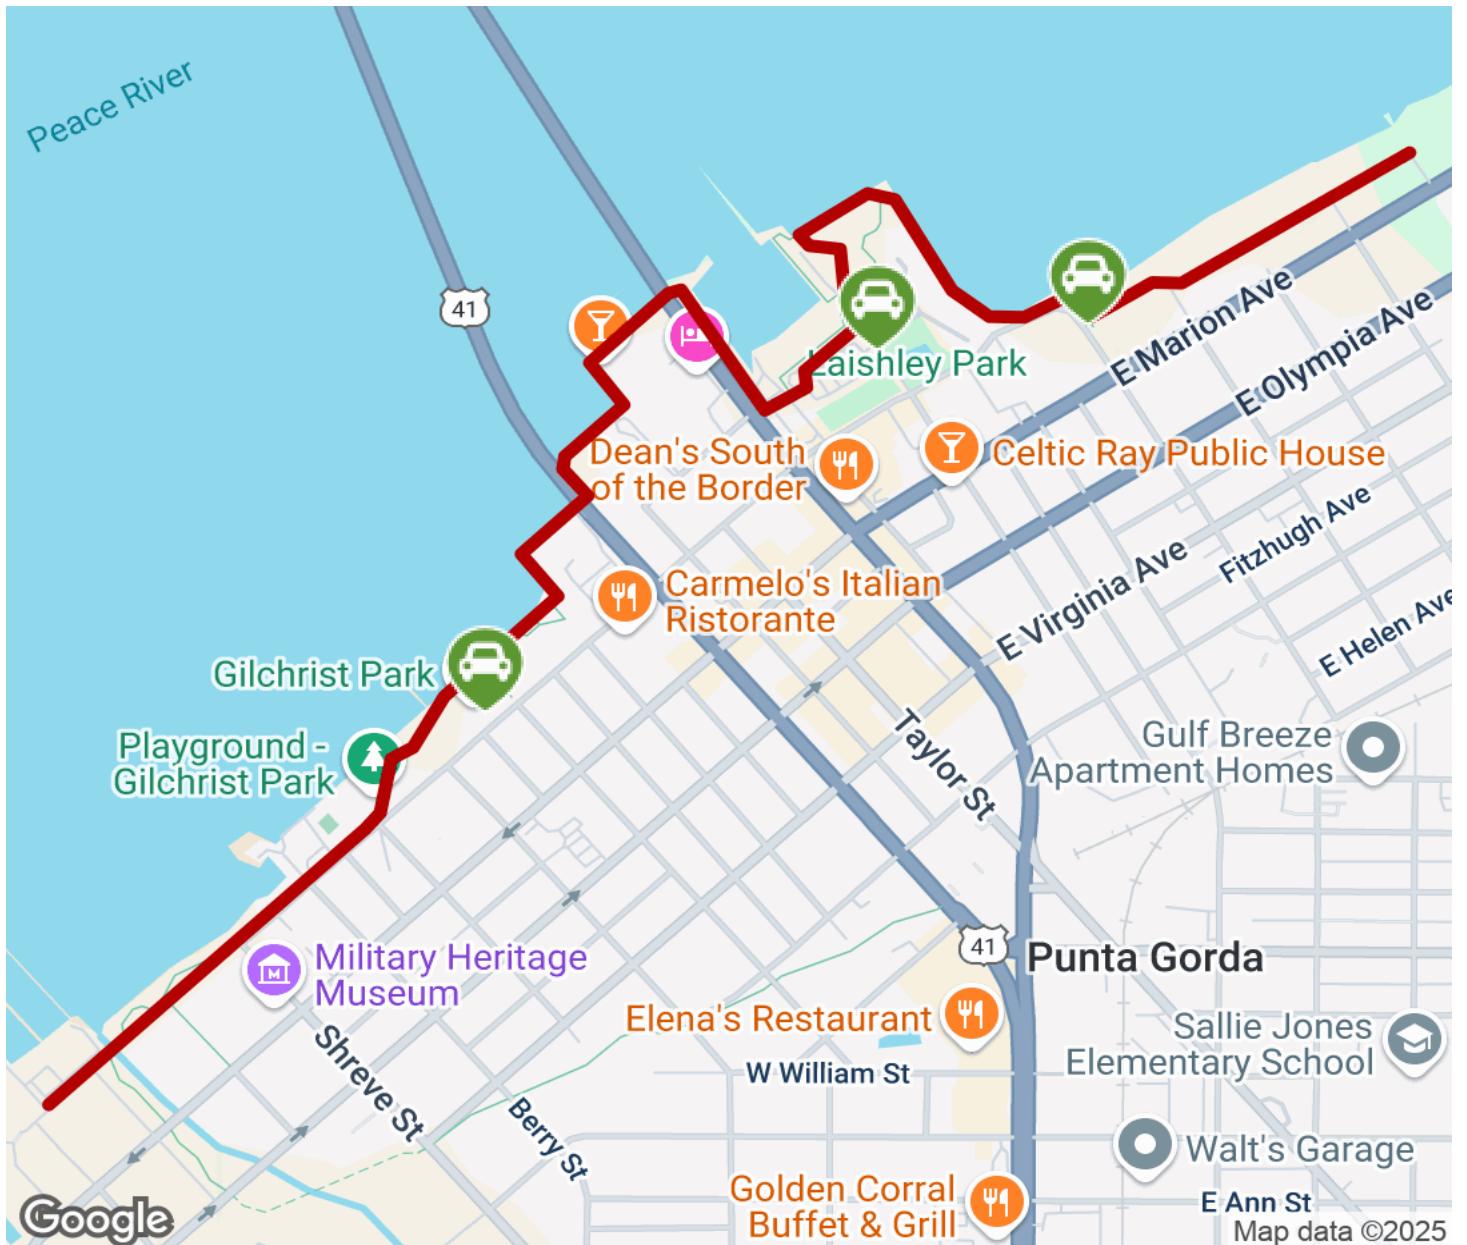 Peace River
41
E Marion Ave
E Olympia Ave
Laishley Park
Dean's South
of the Border
Celtic Ray Public House
Fitzhugh Ave
E Virginia Ave
E Helen Ave
Carmelo's Italian
Ristorante
Gilchrist Park
Playground -
Gilchrist Park
Taylor St
Gulf Breeze
Apartment Homes
41
Punta Gorda
Military Heritage
Museum
M
Elena's Restaurant
Sallie Jones
Elementary School
W William St
Shreve St
Berry St
Walt's Garage
Golden Corral
Buffet & Grill
E Ann St
Google
Map data ©2025